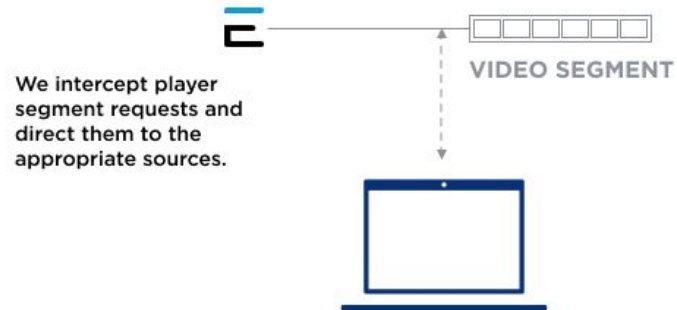 VIDEO SEGMENT
We intercept player
segment requests and
direct them to the
appropriate sources.